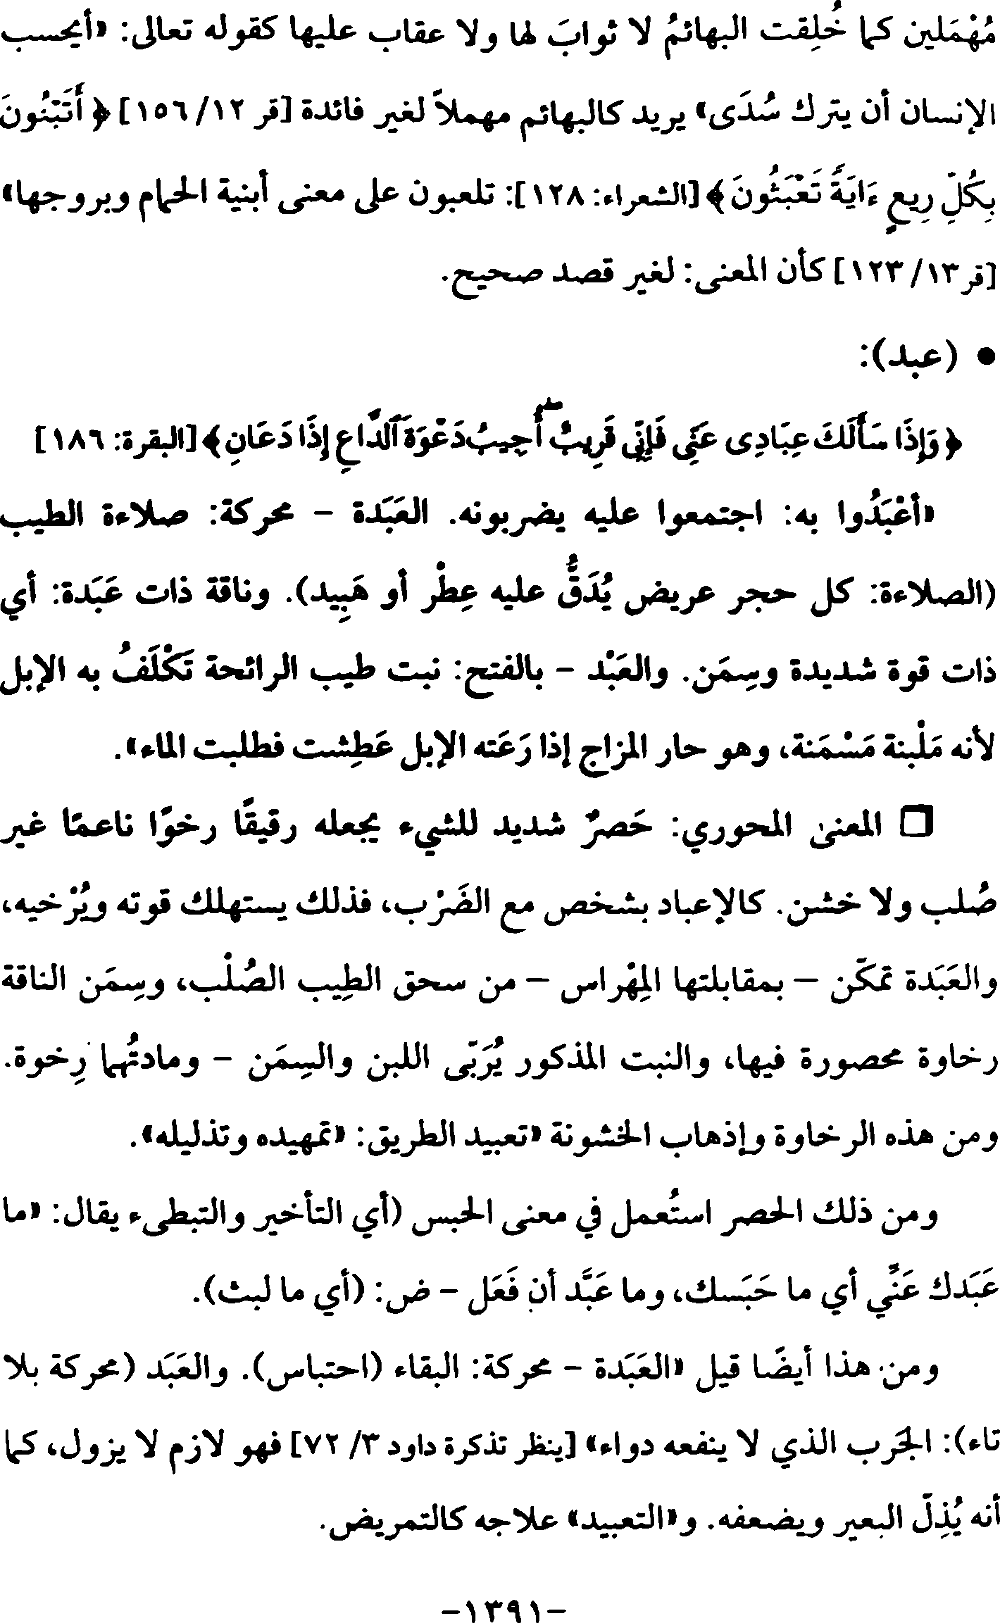 مُهْمَلين كما خُلِقت البهائمُ لا ثوابَ لها ولا عقاب عليها كقوله تعالى: «أيحسب
الإنسان أن يترك سُدَى» يريد كالبهائم مهملاً لغير فائدة [قر ١٢/ ١٥٦] ﴿أَتَبْنُونَ
بِكُلِّ رِيعٍ ءَايَةً تَعْبَثُونَ﴾ [الشعراء: ١٢٨]: تلعبون على معنى أبنية الحمام وبروجها»
[قر١٣/ ١٢٣] كأن المعنى: لغير قصد صحيح.
• (عبد):
﴿وَإِذَا سَأَلَكَ عِبَادِى عَنِّى فَإِنِّى قَرِيبٌ ۖ أُجِيبُ دَعْوَةَ ٱلدَّاعِ إِذَا دَعَانِ﴾ [البقرة: ١٨٦]
«أعْبَدُوا به: اجتمعوا عليه يضربونه. العَبَدة – محركة: صلاءة الطيب
(الصلاءة: كل حجر عريض يُدَقُّ عليه عِطْر أو هَبِيد). وناقة ذات عَبَدة: أي
ذات قوة شديدة وسِمَن. والعَبْد – بالفتح: نبت طيب الرائحة تَكْلَفُ به الإبل
لأنه مَلْبنة مَسْمَنة، وهو حار المزاج إذا رَعَته الإبل عَطِشت فطلبت الماء».
□ المعنى المحوري: حَصرٌ شديد للشيء يجعله رقيقًا رخوًا ناعمًا غير
صُلب ولا خشن. كالإعباد بشخص مع الضَرْب، فذلك يستهلك قوته ويُرْخيه،
والعَبَدة تمكّن – بمقابلتها المِهْراس – من سحق الطِيب الصُلْب، وسِمَن الناقة
رخاوة محصورة فيها، والنبت المذكور يُرَبّى اللبن والسِمَن – ومادتُهما رِخوة.
ومن هذه الرخاوة وإذهاب الخشونة «تعبيد الطريق: «تمهيده وتذليله».
ومن ذلك الحصر استُعمل في معنى الحبس (أي التأخير والتبطىء يقال: «ما
عَبَدك عَنَّي أي ما حَبَسك، وما عَبَّد أن فَعَل – ض: (أي ما لبث).
ومن هذا أيضًا قيل «العَبَدة – محركة: البقاء (احتباس). والعَبَد (محركة بلا
تاء): الجَرب الذي لا ينفعه دواء» [ينظر تذكرة داود ٣/ ٧٢] فهو لازم لا يزول، كما
أنه يُذِلّ البعير ويضعفه. و«التعبيد» علاجه كالتمريض.
–١٣٩١–